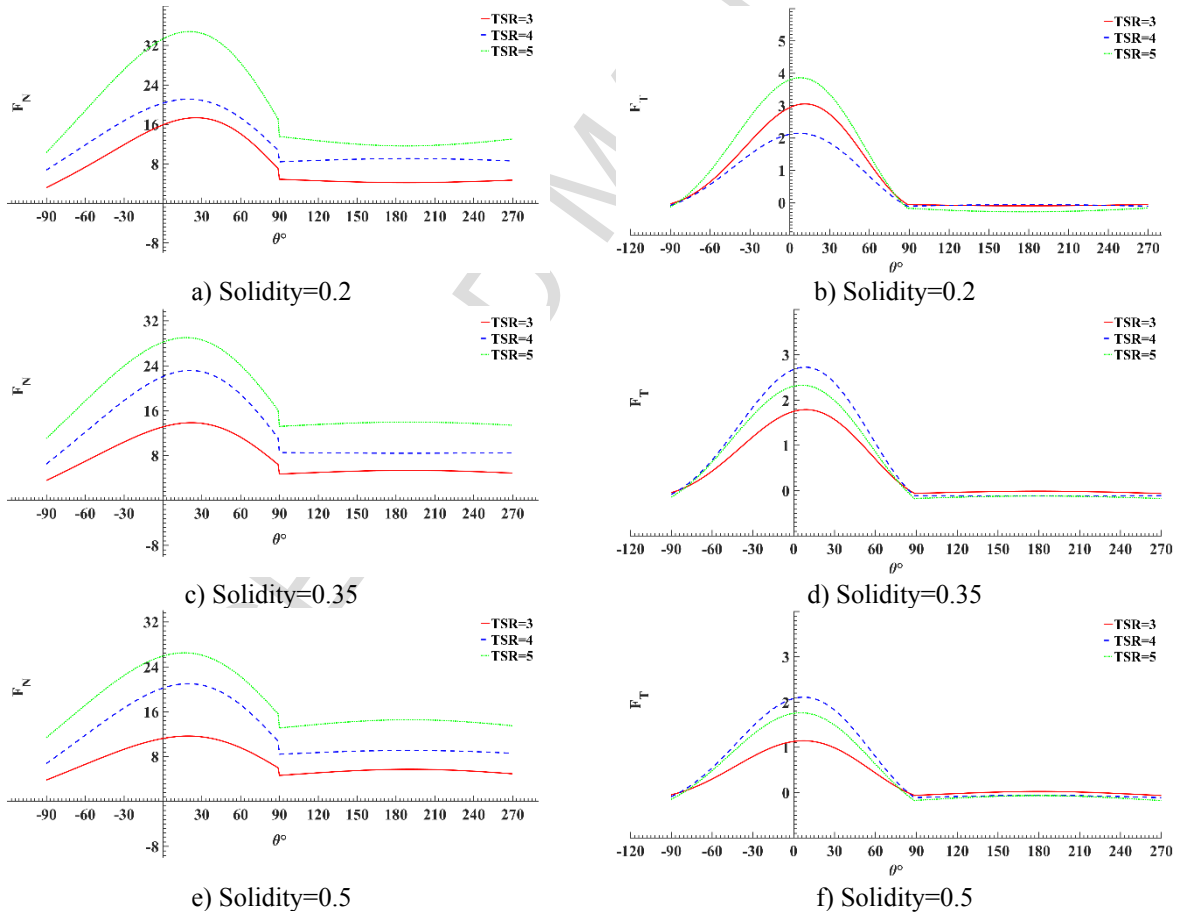 F_N
32
24
16
8
-8
-90 -60 -30 30 60 90 120 150 180 210 240 270
θ°
TSR=3
TSR=4
TSR=5
a) Solidity=0.2
F_T
6
5
4
3
2
1
0
-120 -90 -60 -30 0 30 60 90 120 150 180 210 240 270
θ°
TSR=3
TSR=4
TSR=5
b) Solidity=0.2
F_N
32
24
16
8
-8
-90 -60 -30 30 60 90 120 150 180 210 240 270
θ°
TSR=3
TSR=4
TSR=5
c) Solidity=0.35
F_T
3
2
1
0
-120 -90 -60 -30 0 30 60 90 120 150 180 210 240 270
θ°
TSR=3
TSR=4
TSR=5
d) Solidity=0.35
F_N
32
24
16
8
-8
-90 -60 -30 30 60 90 120 150 180 210 240 270
θ°
TSR=3
TSR=4
TSR=5
e) Solidity=0.5
F_T
3
2
1
0
-120 -90 -60 -30 0 30 60 90 120 150 180 210 240 270
θ°
TSR=3
TSR=4
TSR=5
f) Solidity=0.5